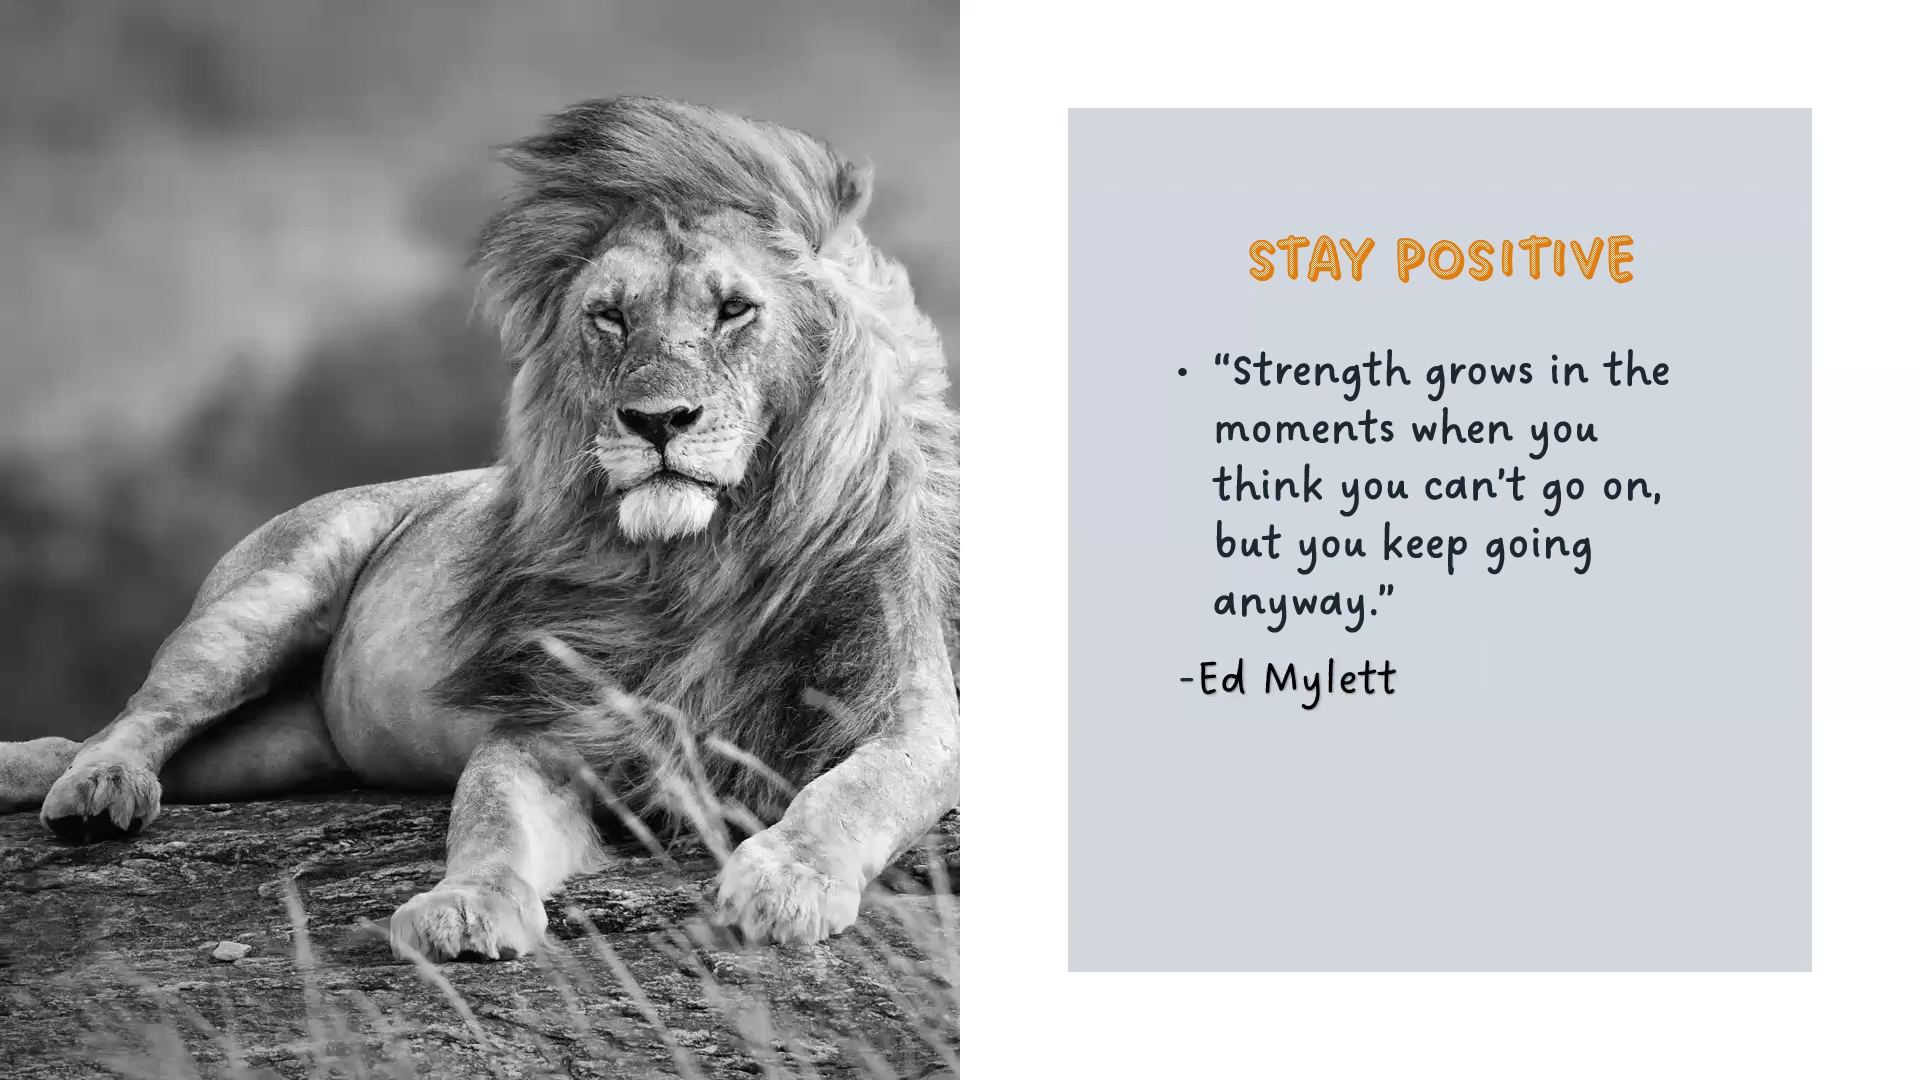 STAY POSITIVE
• “Strength grows in the
moments when you
think you can't go on,
but you keep going
anyway.”
-Ed Mylett